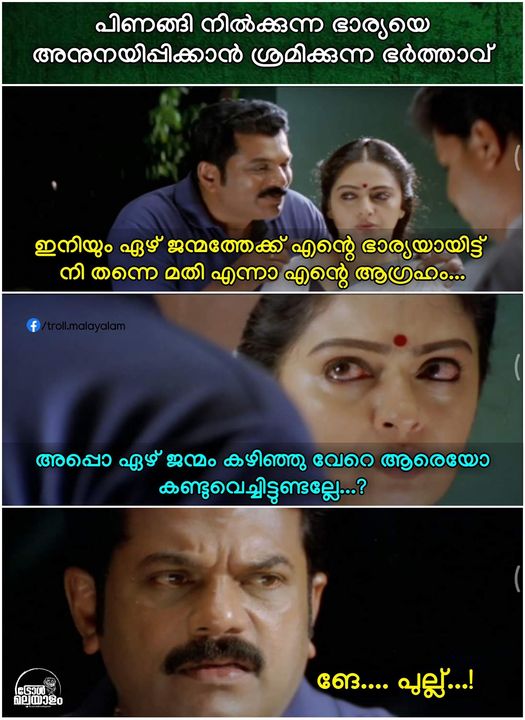 പിണങ്ങി നിൽക്കുന്ന ഭാര്യയെ
അനുനയിപ്പിക്കാൻ ശ്രമിക്കുന്ന ഭർത്താവ്
ഇനിയും ഏഴ് ജന്മത്തേക്ക് എന്റെ ഭാര്യയായിട്ട്
നി തന്നെ മതി എന്നാ എന്റെ ആഗ്രഹം...
/troll.malayalam
അപ്പൊ ഏഴ് ജന്മം കഴിഞ്ഞു വേറെ ആരെയോ
കണ്ടുവെച്ചിട്ടുണ്ടല്ലേ...?
ങേ.... പുല്ല്...!
ട്രോൾ
മലയാളം